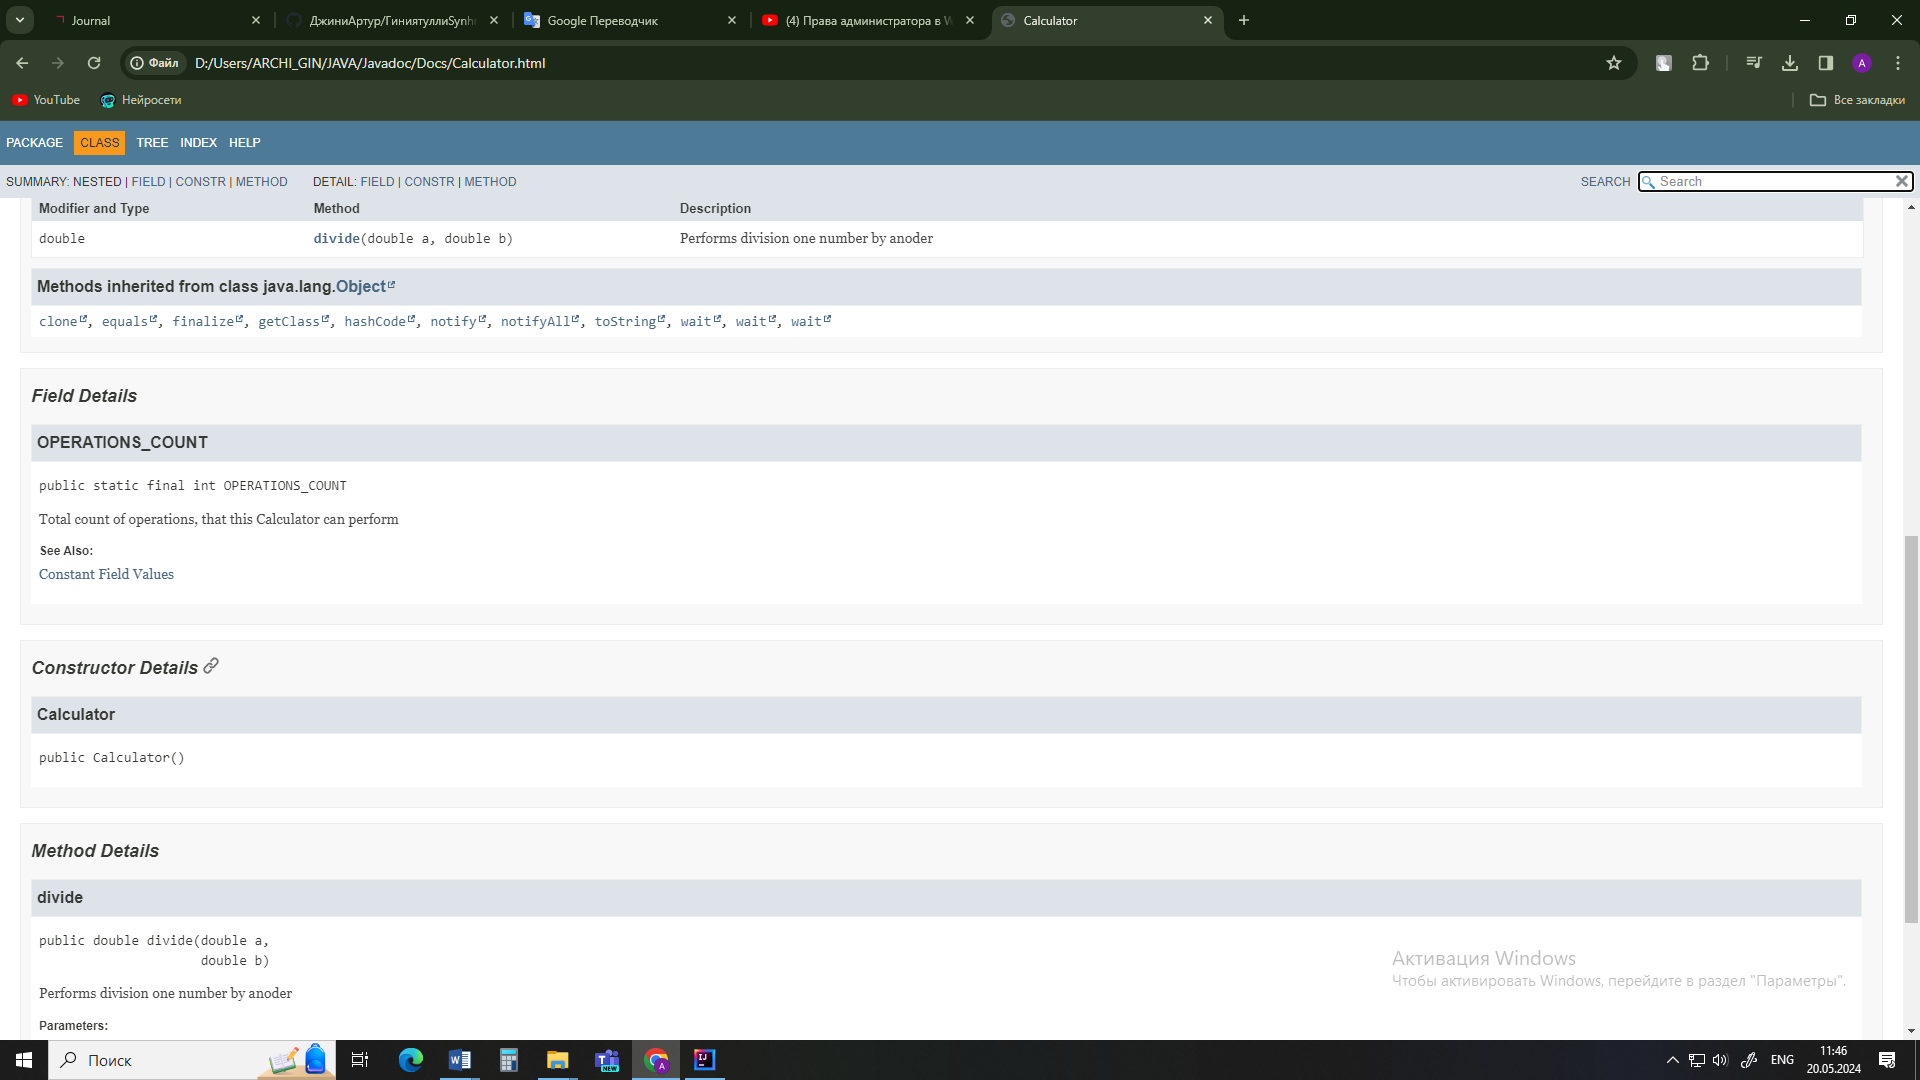 Journal
ДжиниАртур/ГиниятуллиSynh
Google Переводчик
(4) Права администратора в W
Calculator
Файл
D:/Users/ARCHI_GIN/JAVA/Javadoc/Docs/Calculator.html
A
YouTube
Нейросети
Все закладки
PACKAGE CLASS TREE INDEX HELP
SUMMARY: NESTED | FIELD | CONSTR | METHOD DETAIL: FIELD | CONSTR | METHOD
SEARCH Search
Modifier and Type Method Description
double divide(double a, double b) Performs division one number by anoder
Methods inherited from class java.lang.Object
clone, equals, finalize, getClass, hashCode, notify, notifyAll, toString, wait, wait, wait
Field Details
OPERATIONS_COUNT
public static final int OPERATIONS_COUNT
Total count of operations, that this Calculator can perform
See Also:
Constant Field Values
Constructor Details
Calculator
public Calculator()
Method Details
divide
public double divide(double a,
double b)
Performs division one number by anoder
Parameters:
Активация Windows
Чтобы активировать Windows, перейдите в раздел "Параметры".
Поиск
NEW
A
IJ
ENG
11:46
20.05.2024